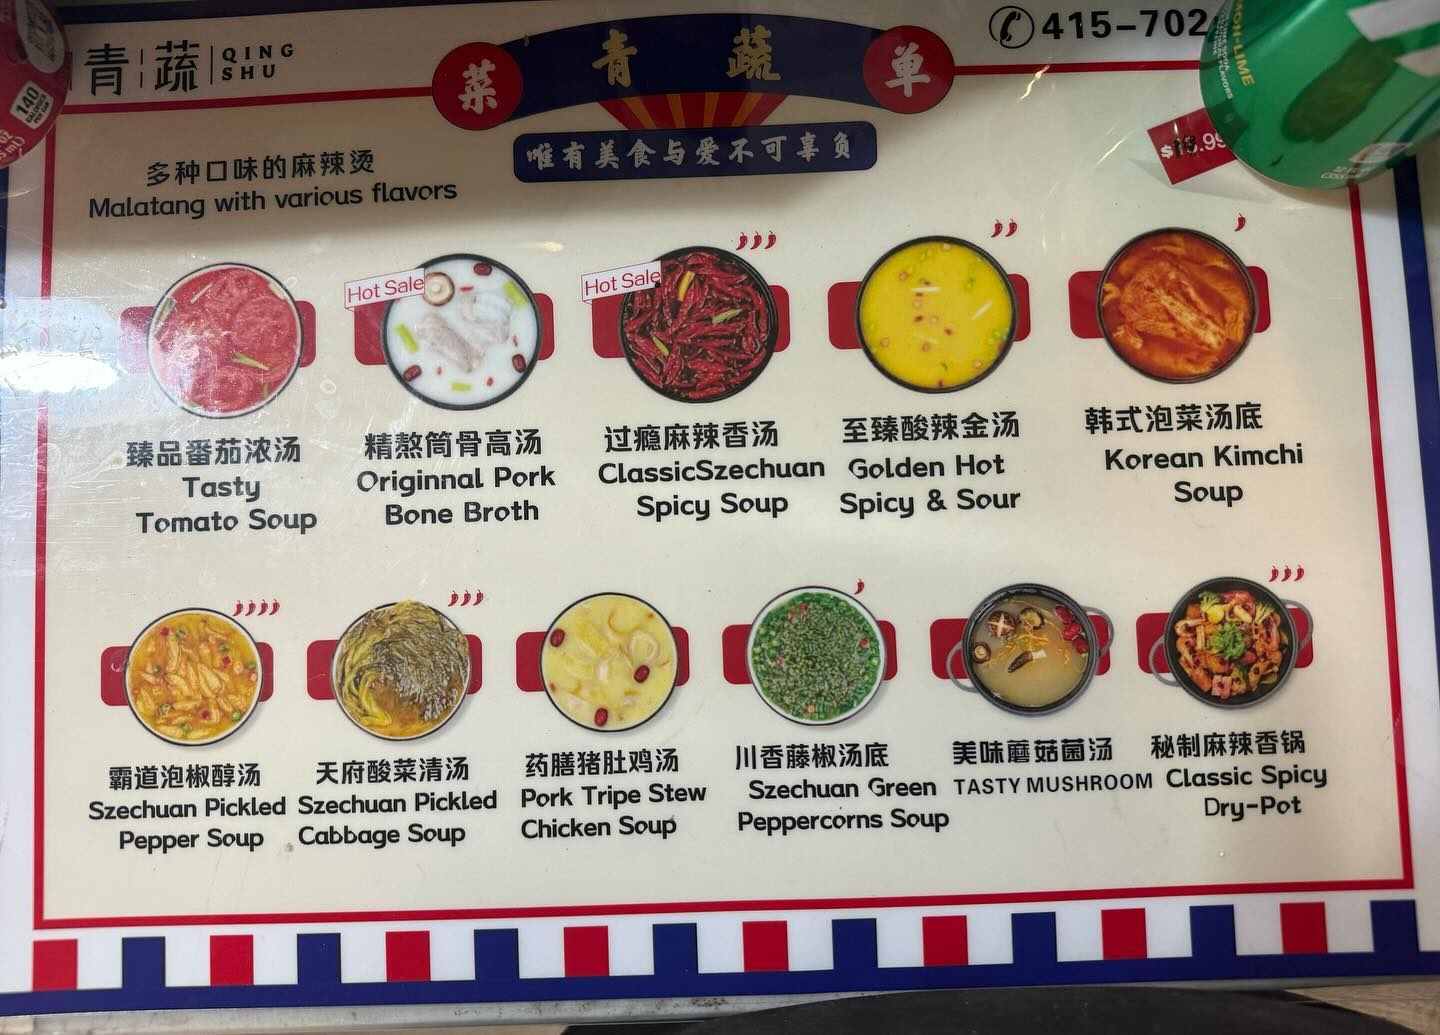 青 蔬 QING SHU
菜 青 蔬 单
415-702
唯有美食与爱不可辜负
多种口味的麻辣烫
Malatang with various flavors
140
MON-LIME
Hot Sale
Hot Sale
臻品番茄浓汤
Tasty
Tomato Soup
精熬筒骨高汤
Originnal Pork
Bone Broth
过瘾麻辣香汤
ClassicSzechuan
Spicy Soup
至臻酸辣金汤
Golden Hot
Spicy & Sour
韩式泡菜汤底
Korean Kimchi
Soup
霸道泡椒醇汤
Szechuan Pickled
Pepper Soup
天府酸菜清汤
Szechuan Pickled
Cabbage Soup
药膳猪肚鸡汤
Pork Tripe Stew
Chicken Soup
川香藤椒汤底
Szechuan Green
Peppercorns Soup
美味蘑菇菌汤
TASTY MUSHROOM
秘制麻辣香锅
Classic Spicy
Dry-Pot